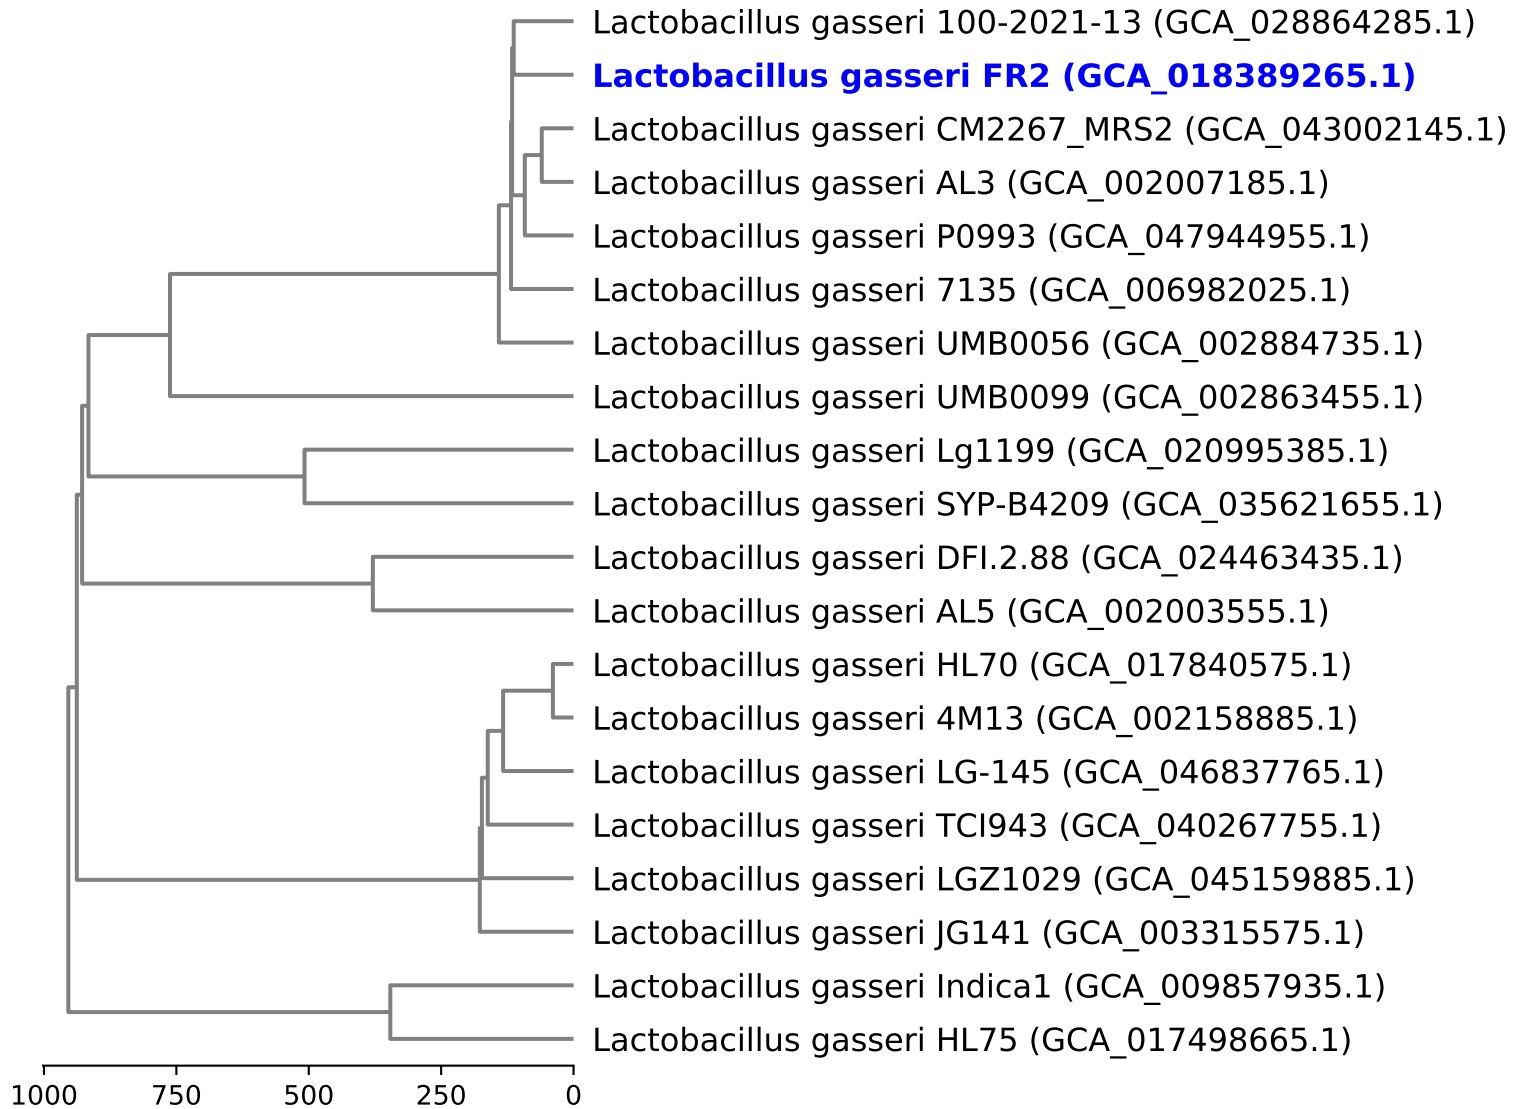 Lactobacillus gasseri 100-2021-13 (GCA_028864285.1)
Lactobacillus gasseri FR2 (GCA_018389265.1)
Lactobacillus gasseri CM2267_MRS2 (GCA_043002145.1)
Lactobacillus gasseri AL3 (GCA_002007185.1)
Lactobacillus gasseri P0993 (GCA_047944955.1)
Lactobacillus gasseri 7135 (GCA_006982025.1)
Lactobacillus gasseri UMB0056 (GCA_002884735.1)
Lactobacillus gasseri UMB0099 (GCA_002863455.1)
Lactobacillus gasseri Lg1199 (GCA_020995385.1)
Lactobacillus gasseri SYP-B4209 (GCA_035621655.1)
Lactobacillus gasseri DFI.2.88 (GCA_024463435.1)
Lactobacillus gasseri AL5 (GCA_002003555.1)
Lactobacillus gasseri HL70 (GCA_017840575.1)
Lactobacillus gasseri 4M13 (GCA_002158885.1)
Lactobacillus gasseri LG-145 (GCA_046837765.1)
Lactobacillus gasseri TCI943 (GCA_040267755.1)
Lactobacillus gasseri LGZ1029 (GCA_045159885.1)
Lactobacillus gasseri JG141 (GCA_003315575.1)
Lactobacillus gasseri Indica1 (GCA_009857935.1)
Lactobacillus gasseri HL75 (GCA_017498665.1)
1000 750 500 250 0